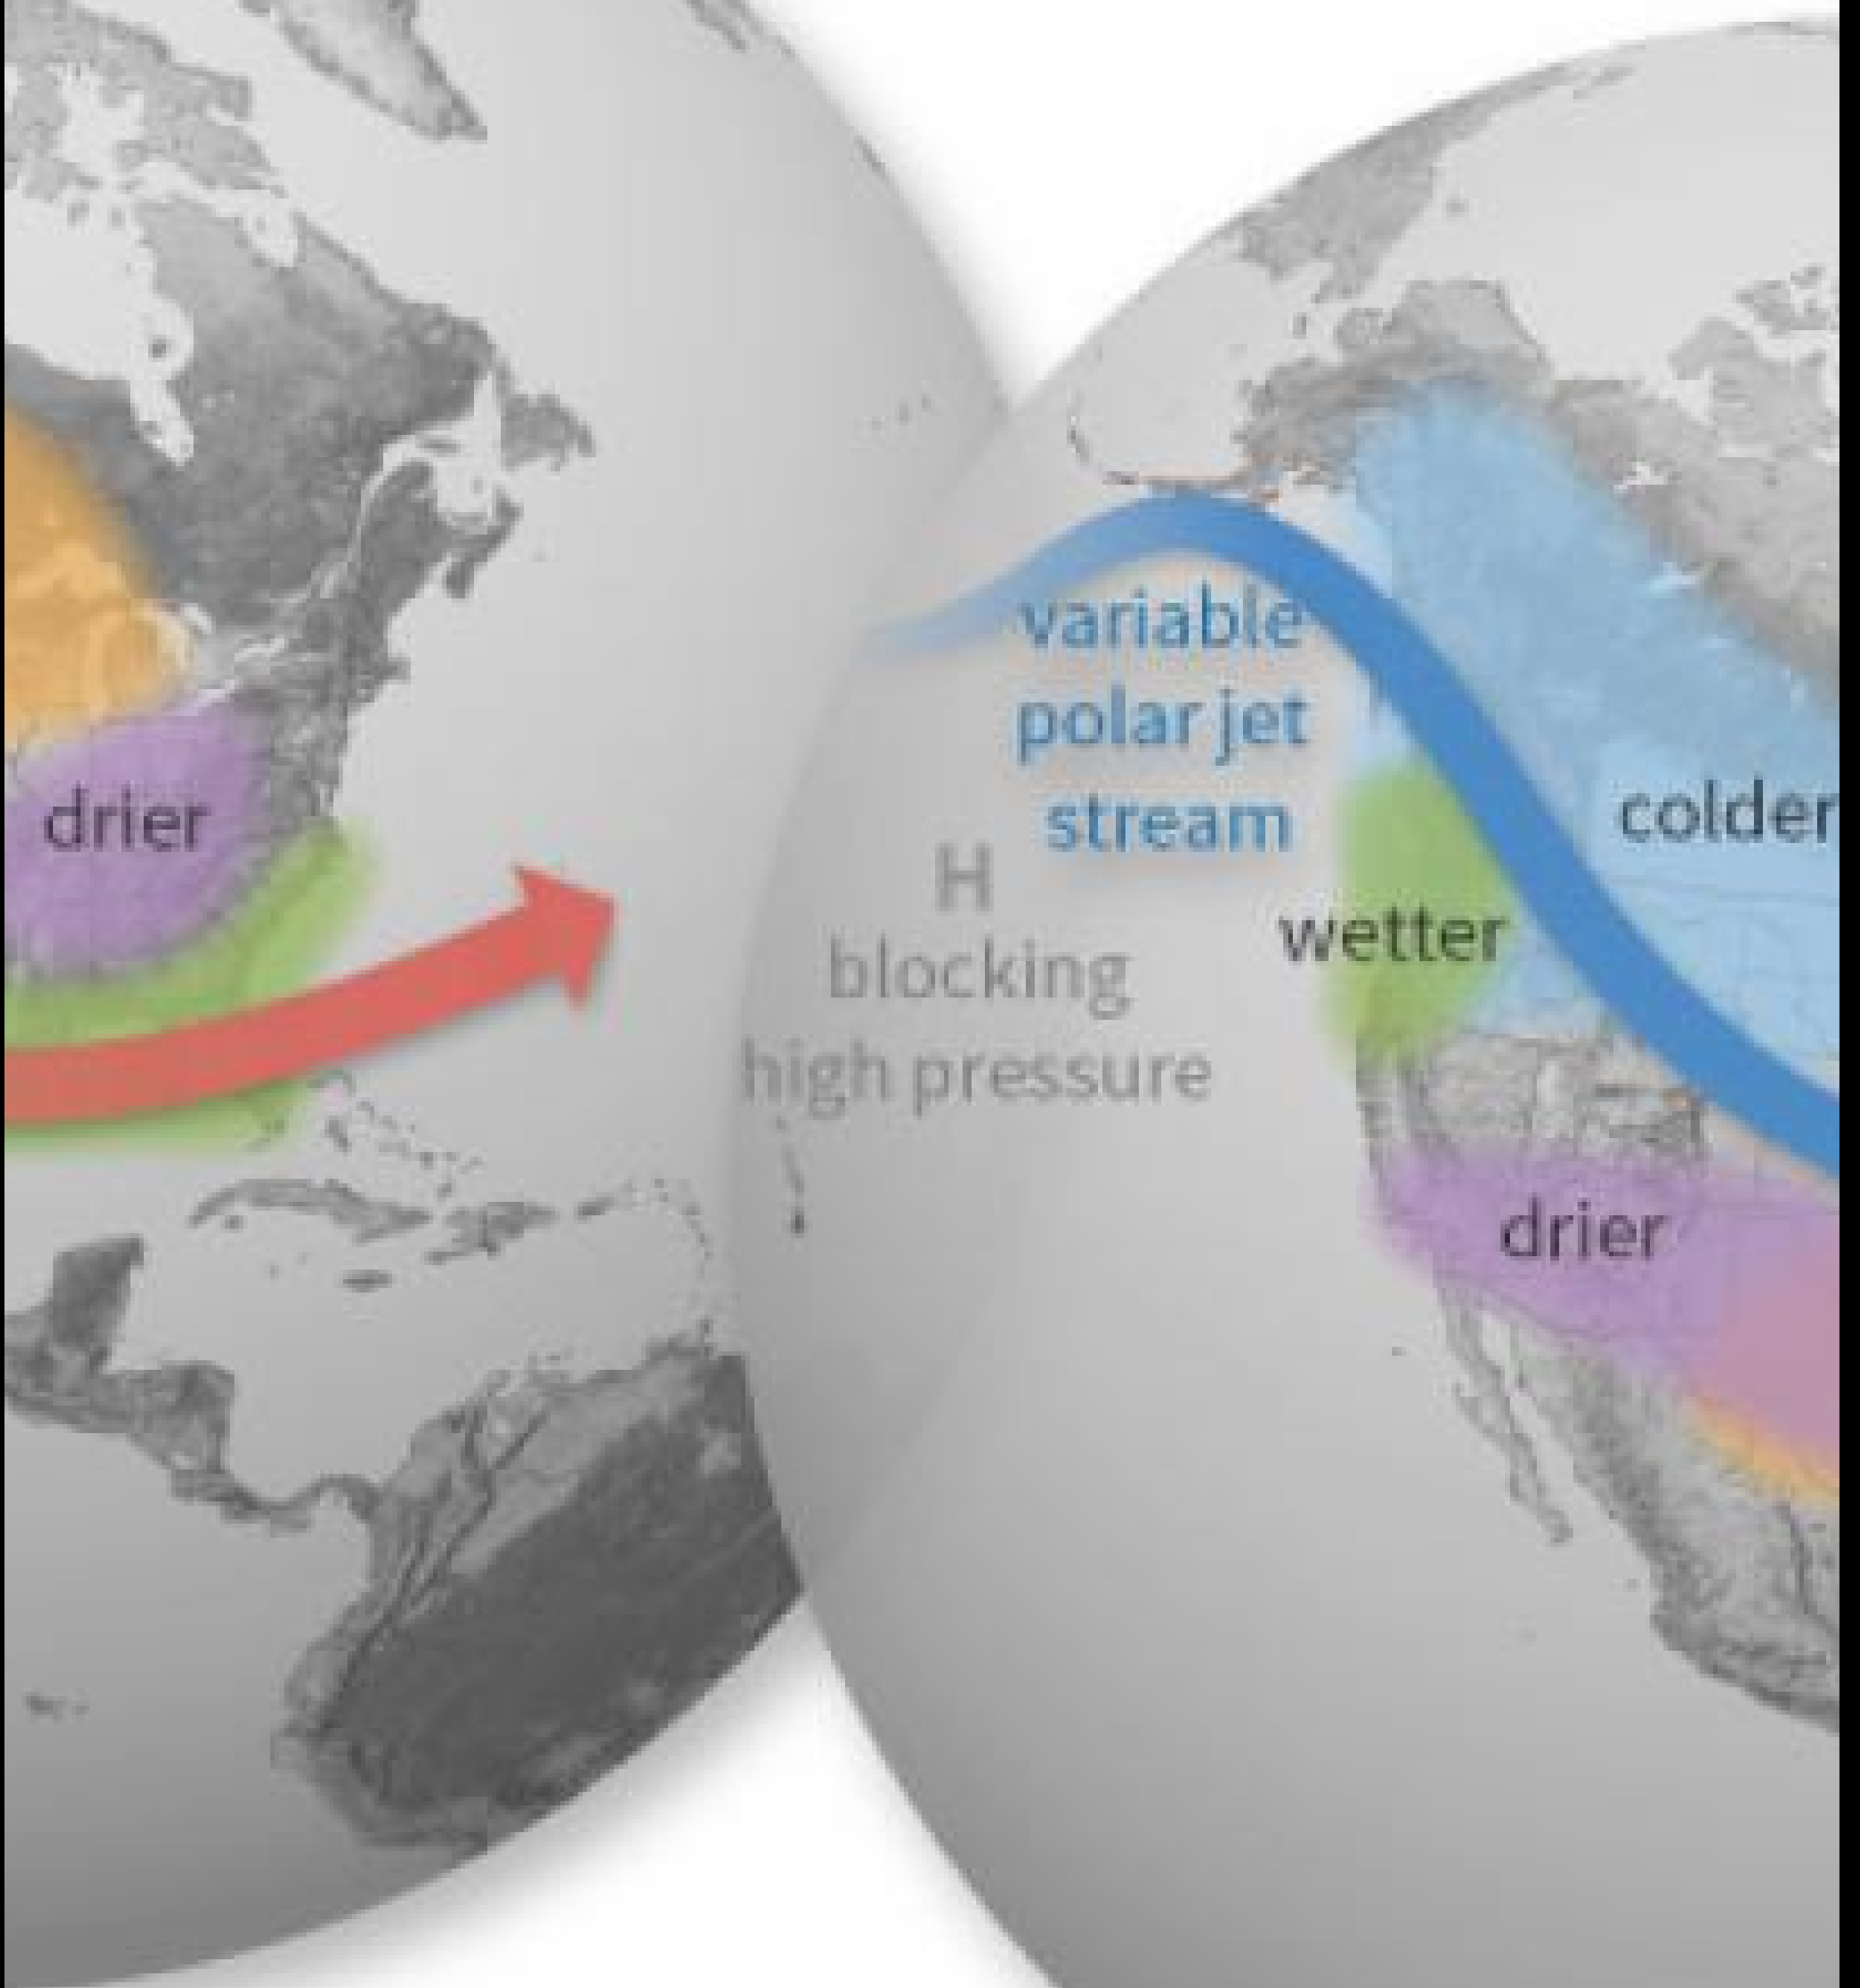 drier
variable
polar jet
stream
H
blocking
high pressure
wetter
colder
drier